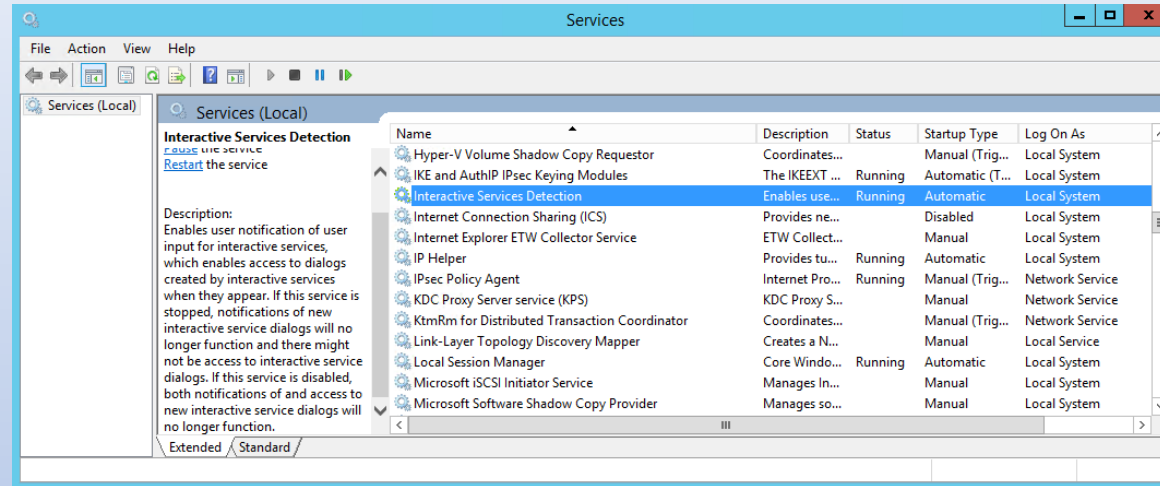 Services
File Action View Help
Services (Local)
Services (Local)
Interactive Services Detection
Pause the service
Restart the service
Description:
Enables user notification of user
input for interactive services,
which enables access to dialogs
created by interactive services
when they appear. If this service is
stopped, notifications of new
interactive service dialogs will no
longer function and there might
not be access to interactive service
dialogs. If this service is disabled,
both notifications of and access to
new interactive service dialogs will
no longer function.
Name Description Status Startup Type Log On As
Hyper-V Volume Shadow Copy Requestor Coordinates... Manual (Trig... Local System
IKE and AuthIP IPsec Keying Modules The IKEEXT ... Running Automatic (T... Local System
Interactive Services Detection Enables use... Running Automatic Local System
Internet Connection Sharing (ICS) Provides ne... Disabled Local System
Internet Explorer ETW Collector Service ETW Collect... Manual Local System
IP Helper Provides tu... Running Automatic Local System
IPsec Policy Agent Internet Pro... Running Manual (Trig... Network Service
KDC Proxy Server service (KPS) KDC Proxy S... Manual Network Service
KtmRm for Distributed Transaction Coordinator Coordinates... Manual (Trig... Network Service
Link-Layer Topology Discovery Mapper Creates a N... Manual Local Service
Local Session Manager Core Windo... Running Automatic Local System
Microsoft iSCSI Initiator Service Manages In... Manual Local System
Microsoft Software Shadow Copy Provider Manages so... Manual Local System
Extended Standard